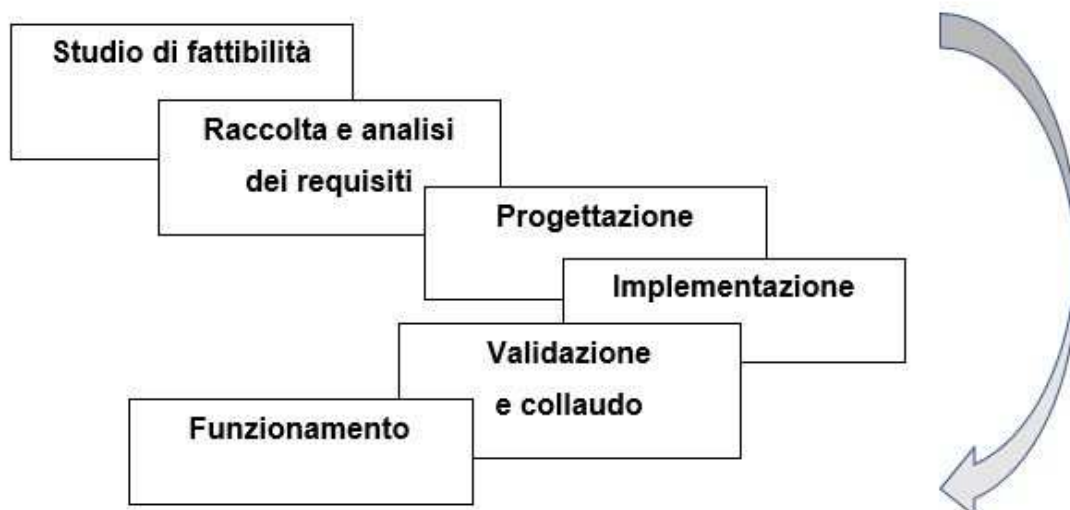 Studio di fattibilità
Raccolta e analisi
dei requisiti
Progettazione
Implementazione
Validazione
e collaudo
Funzionamento